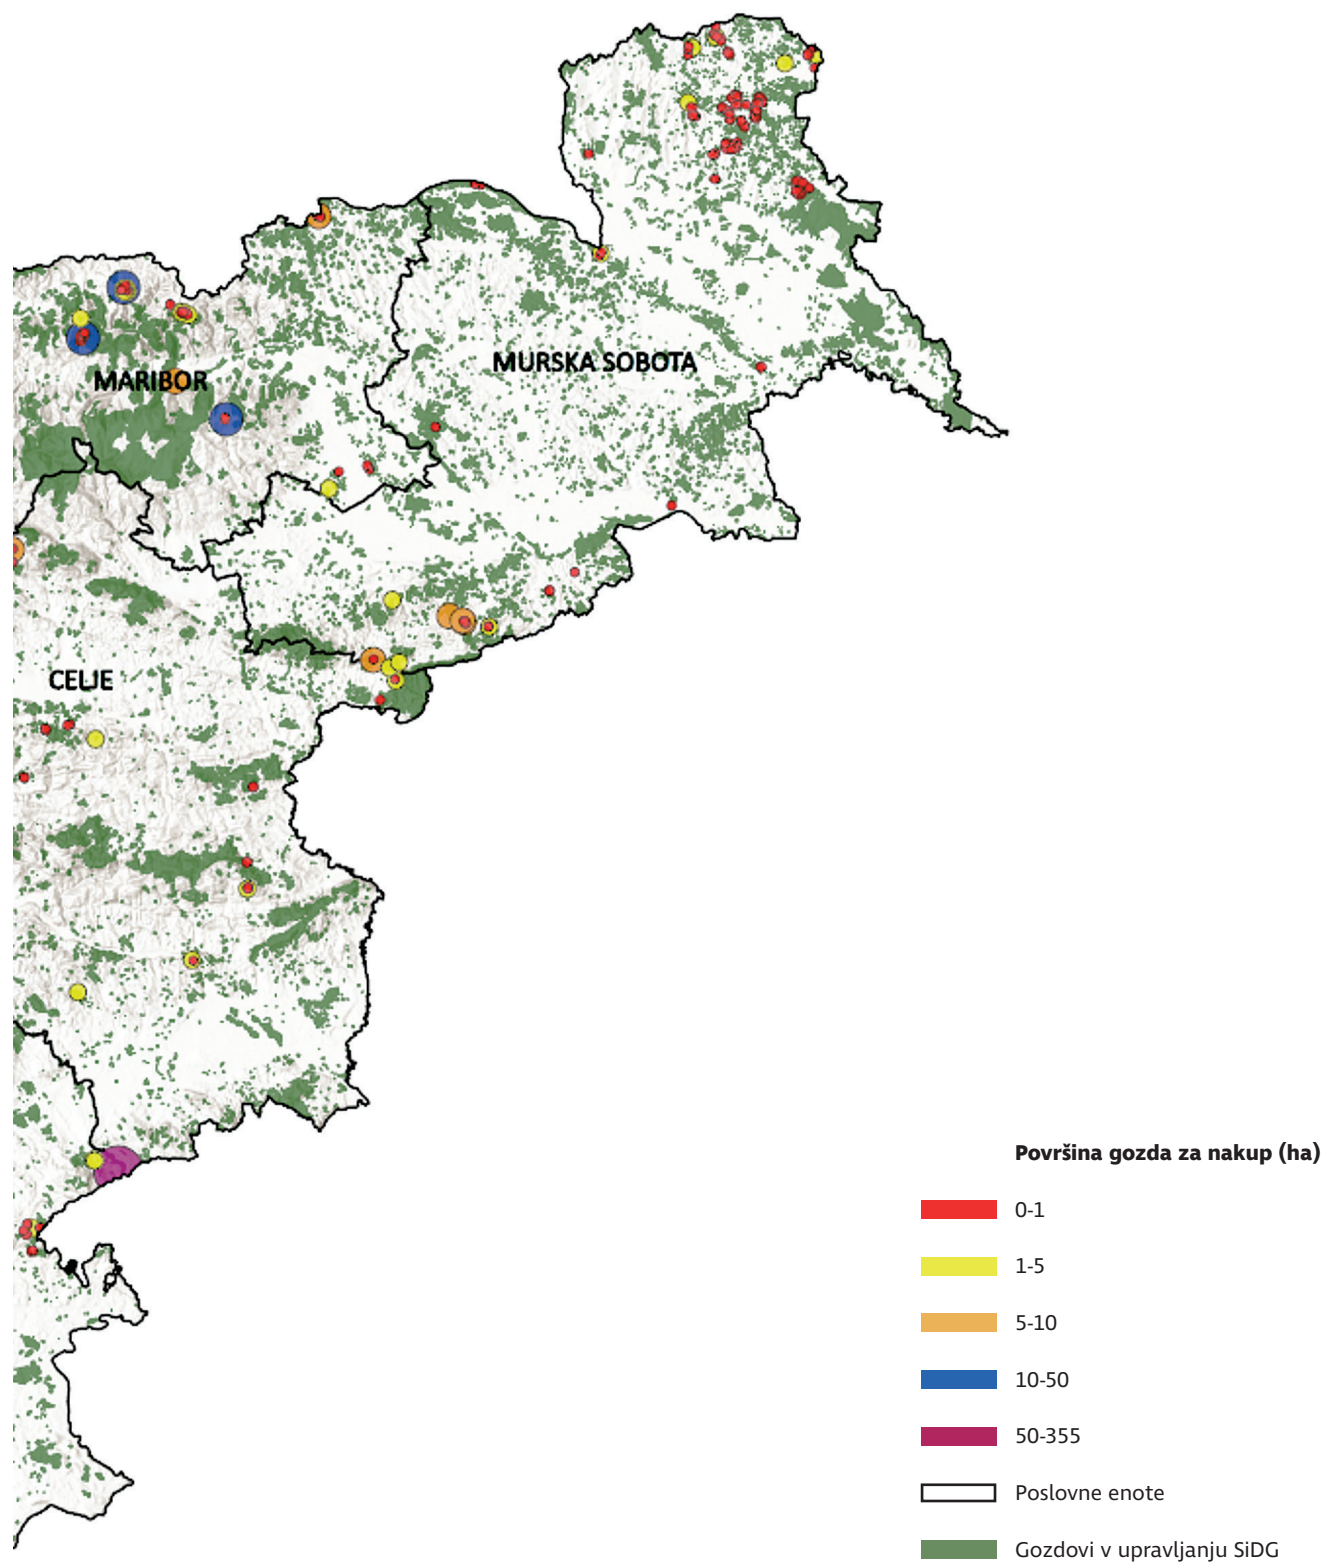 MURSKA SOBOTA
MARIBOR
CELJE
Površina gozda za nakup (ha)
0-1
1-5
5-10
10-50
50-355
Poslovne enote
Gozdovi v upravljanju SiDG